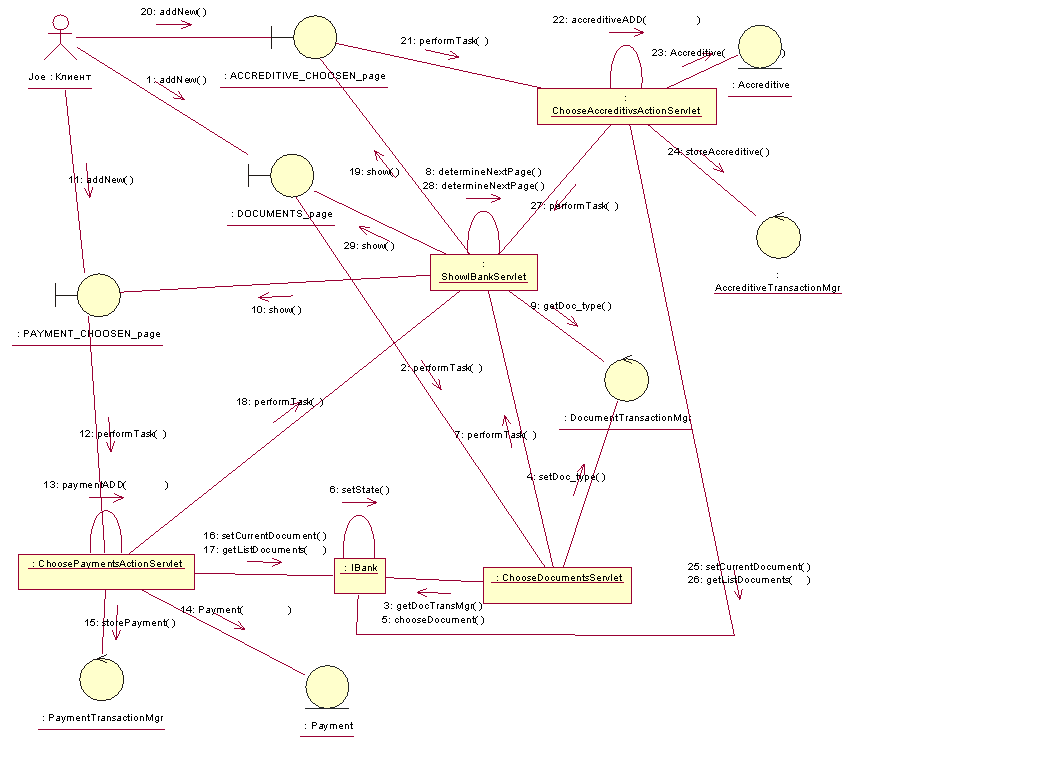 20: addNew( )
22: accreditiveADD( )
21: performTask( )
23: Accreditive( )
Joe : Клиент
: ACCREDITIVE_CHOOSEN_page
1: addNew( )
: Accreditive
:
ChooseAccreditivsActionServlet
24: storeAccreditive( )
19: show( )
8: determineNextPage( )
28: determineNextPage( )
11: addNew( )
27: performTask( )
: DOCUMENTS_page
29: show( )
:
ShowIBankServlet
:
AccreditiveTransactionMgr
10: show( )
9: getDoc_type( )
: PAYMENT_CHOOSEN_page
2: performTask( )
18: performTask( )
: DocumentTransactionMgr
12: performTask( )
7: performTask( )
4: setDoc_type( )
13: paymentADD( )
6: setState( )
16: setCurrentDocument( )
17: getListDocuments( )
: ChoosePaymentsActionServlet
: IBank
: ChooseDocumentsServlet
25: setCurrentDocument( )
26: getListDocuments( )
3: getDocTransMgr( )
5: chooseDocument( )
14: Payment( )
15: storePayment( )
: PaymentTransactionMgr
: Payment